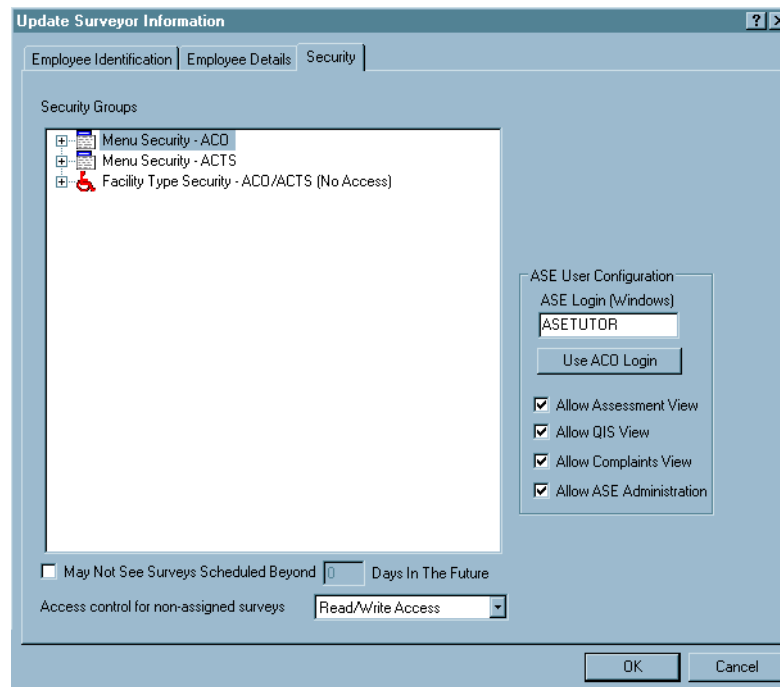 Update Surveyor Information
Employee Identification
Employee Details
Security
Security Groups
Menu Security - ACO
Menu Security - ACTS
Facility Type Security - ACO/ACTS (No Access)
ASE User Configuration
ASE Login (Windows)
ASETUTOR
Use ACO Login
Allow Assessment View
Allow QIS View
Allow Complaints View
Allow ASE Administration
May Not See Surveys Scheduled Beyond 0 Days In The Future
Access control for non-assigned surveys Read/Write Access
OK Cancel